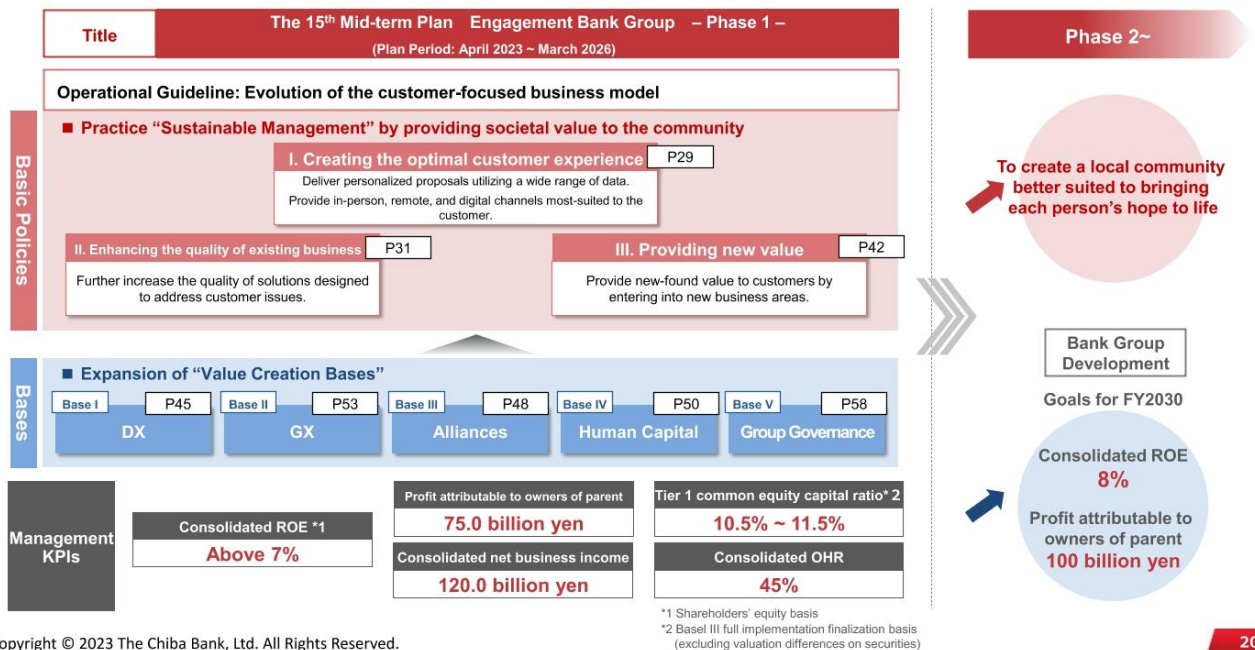 Title
The 15th Mid-term Plan Engagement Bank Group – Phase 1 –
(Plan Period: April 2023 ~ March 2026)
Phase 2~
Operational Guideline: Evolution of the customer-focused business model
Basic Policies
■ Practice “Sustainable Management” by providing societal value to the community
I. Creating the optimal customer experience
P29
Deliver personalized proposals utilizing a wide range of data.
Provide in-person, remote, and digital channels most-suited to the
customer.
II. Enhancing the quality of existing business
P31
Further increase the quality of solutions designed
to address customer issues.
III. Providing new value
P42
Provide new-found value to customers by
entering into new business areas.
To create a local community
better suited to bringing
each person’s hope to life
Bases
■ Expansion of “Value Creation Bases”
Base I
P45
DX
Base II
P53
GX
Base III
P48
Alliances
Base IV
P50
Human Capital
Base V
P58
Group Governance
Bank Group
Development
Goals for FY2030
Consolidated ROE
8%
Profit attributable to
owners of parent
100 billion yen
Management
KPIs
Consolidated ROE *1
Above 7%
Profit attributable to owners of parent
75.0 billion yen
Consolidated net business income
120.0 billion yen
Tier 1 common equity capital ratio* 2
10.5% ~ 11.5%
Consolidated OHR
45%
*1 Shareholders’ equity basis
*2 Basel III full implementation finalization basis
(excluding valuation differences on securities)
opyright © 2023 The Chiba Bank, Ltd. All Rights Reserved.
20